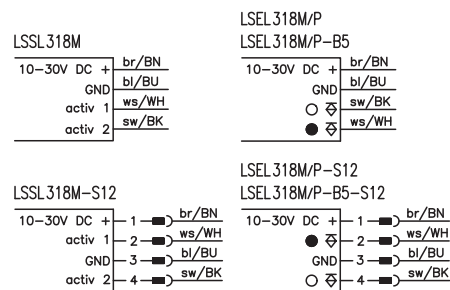 LSSL318M
10-30V DC + br/BN
GND bl/BU
activ 1 ws/WH
activ 2 sw/BK
LSEL318M/P
LSEL318M/P-B5
10-30V DC + br/BN
GND bl/BU
sw/BK
ws/WH
LSSL318M-S12
10-30V DC + 1 br/BN
activ 1 2 ws/WH
GND 3 bl/BU
activ 2 4 sw/BK
LSEL318M/P-S12
LSEL318M/P-B5-S12
10-30V DC + 1 br/BN
2 ws/WH
GND 3 bl/BU
4 sw/BK